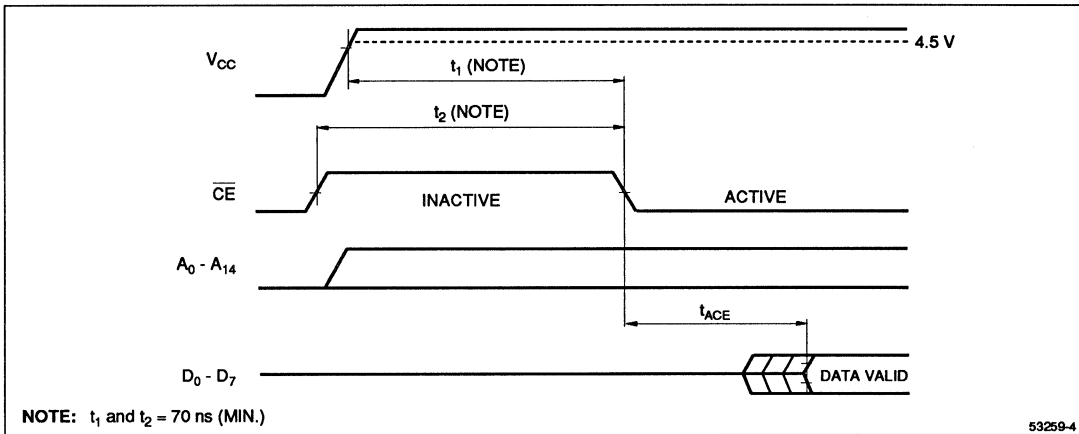 4.5 V
V_CC
t_1 (NOTE)
t_2 (NOTE)
C̅E̅
INACTIVE
ACTIVE
A_0 - A_14
t_ACE
D_0 - D_7
DATA VALID
NOTE: t_1 and t_2 = 70 ns (MIN.)
53259-4